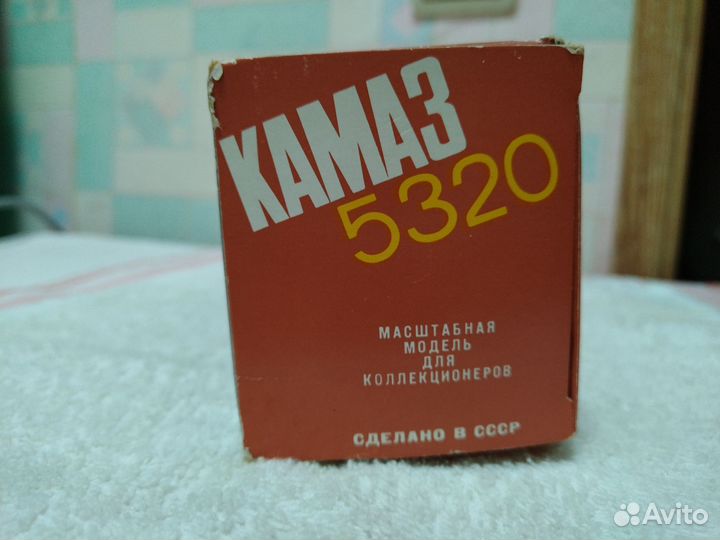 КАМАЗ
5320
МАСШТАБНАЯ
МОДЕЛЬ
ДЛЯ
КОЛЛЕКЦИОНЕРОВ
СДЕЛАНО В СССР
Avito